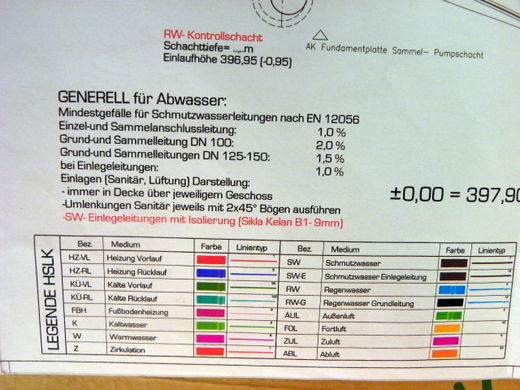 RW- Kontrollschacht
Schachttiefe= ..,..m
Einlaufhöhe 396,95 (-0,95)
AK Fundamentplatte Sammel- Pumpschacht
GENERELL für Abwasser:
Mindestgefälle für Schmutzwasserleitungen nach EN 12056
Einzel-und Sammelanschlussleitung: 1,0 %
Grund-und Sammelleitung DN 100: 2,0 %
Grund-und Sammelleitungen DN 125-150: 1,5 %
bei Einlegeleitungen: 1,0 %
Einlagen (Sanitär, Lüftung) Darstellung:
- immer in Decke über jeweiligem Geschoss
-Umlenkungen Sanitär jeweils mit 2x45° Bögen ausführen
-SW- Einlegeleitungen mit Isolierung (Sikla Kelan B1- 9mm)
±0,00 = 397,90
LEGENDE HSLK
Bez. Medium Farbe Linientyp Bez. Medium Farbe Linientyp
HZ-VL Heizung Vorlauf SW Schmutzwasser
HZ-RL Heizung Rücklauf SW-E Schmutzwasser Einlegeleitung
KÜ-VL Kälte Vorlauf RW Regenwasser
KÜ-RL Kälte Rücklauf RW-G Regenwasser Grundleitung
FBH Fußbodenheizung AUL Außenluft
K Kaltwasser FOL Fortluft
W Warmwasser ZUL Zuluft
Z Zirkulation ABL Abluft